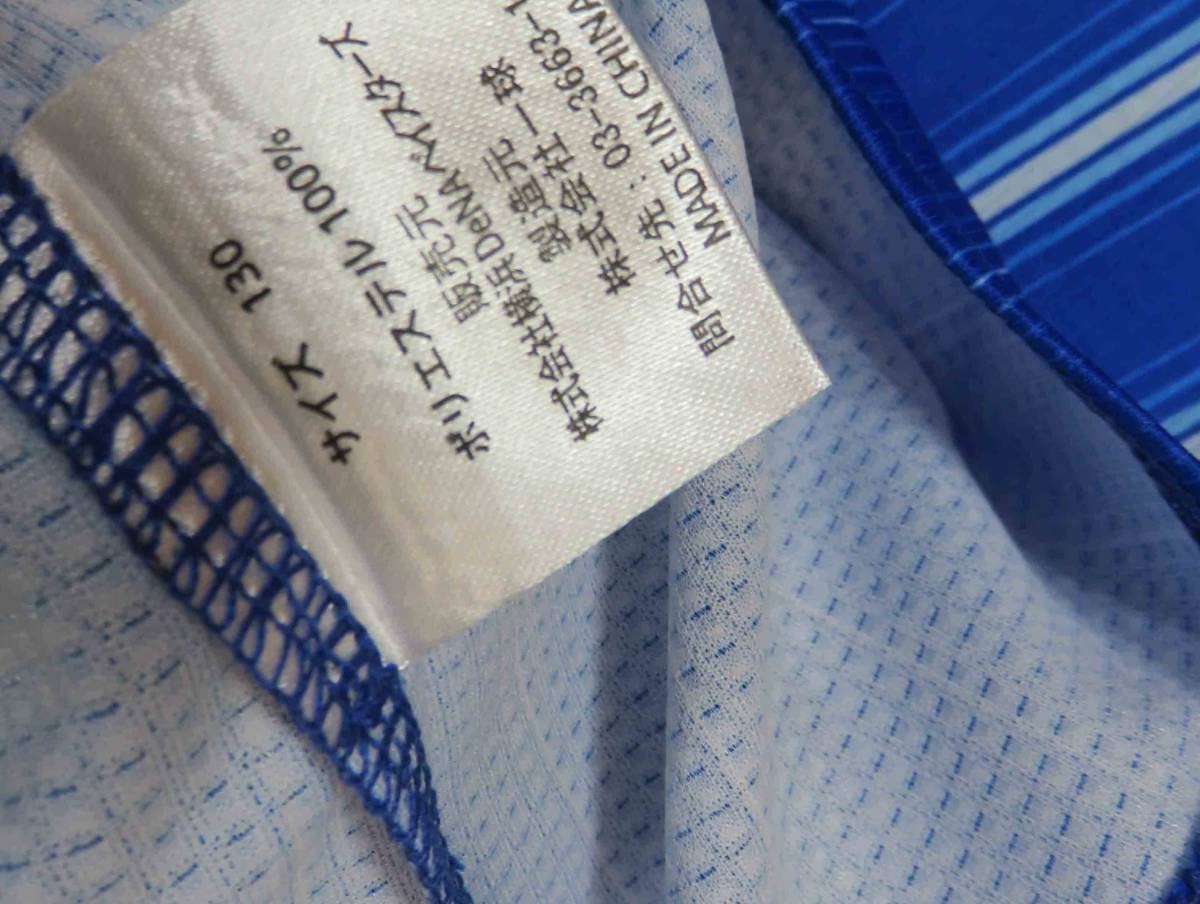 サイズ 130
ポリエステル 100%
販売元
株式会社横浜DeNAベイスターズ
製造元
株式会社一球
問合せ先：03-3663-1
MADE IN CHINA